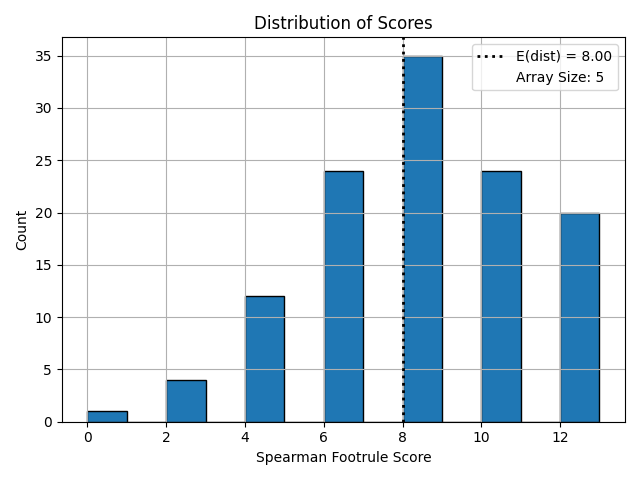 Distribution of Scores
E(dist) = 8.00
Array Size: 5
Count
35
30
25
20
15
10
5
0
0 2 4 6 8 10 12
Spearman Footrule Score